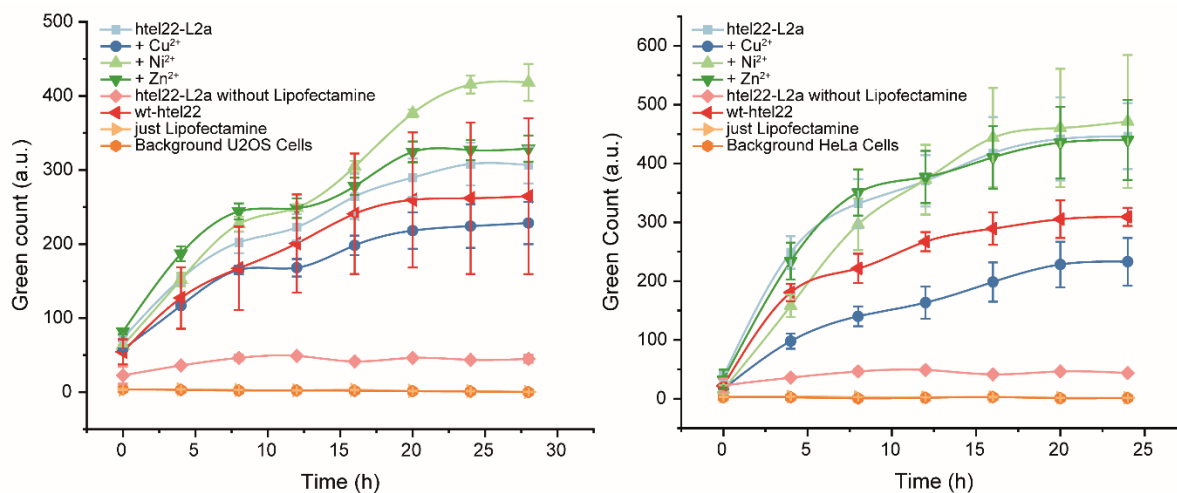 500
400
300
200
100
0
Green count (a.u.)
htel22-L2a
+ Cu²⁺
+ Ni²⁺
+ Zn²⁺
htel22-L2a without Lipofectamine
wt-htel22
just Lipofectamine
Background U2OS Cells
0 5 10 15 20 25 30
Time (h)
600
500
400
300
200
100
0
Green Count (a.u.)
htel22-L2a
+ Cu²⁺
+ Ni²⁺
+ Zn²⁺
htel22-L2a without Lipofectamine
wt-htel22
just Lipofectamine
Background HeLa Cells
0 5 10 15 20 25
Time (h)